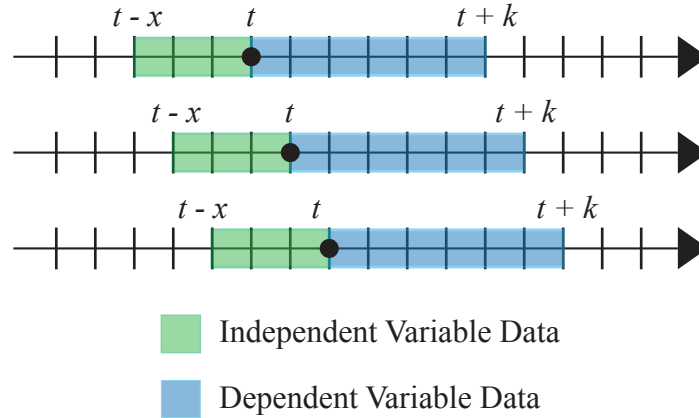 t - x t t + k
t - x t t + k
t - x t t + k
Independent Variable Data
Dependent Variable Data